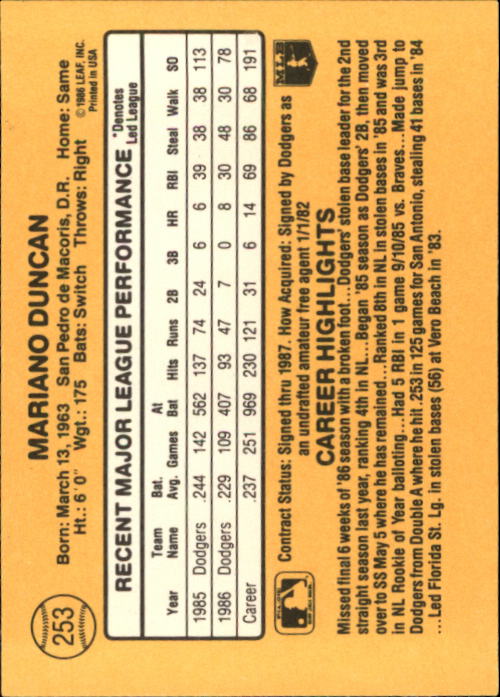 253
MARIANO DUNCAN
Born: March 13, 1963 San Pedro de Macoris, D.R. Home: Same
Ht.: 6'0" Wgt.: 175 Bats: Switch Throws: Right
©1986 LEAF, INC.
Printed in USA
RECENT MAJOR LEAGUE PERFORMANCE *Denotes Led League
Year Team Name Bat. Avg. Games At Bat Hits Runs 2B 3B HR RBI Steal Walk SO
1985 Dodgers .244 142 562 137 74 24 6 6 39 38 38 113
1986 Dodgers .229 109 407 93 47 7 0 8 30 48 30 78
Career .237 251 969 230 121 31 6 14 69 86 68 191
Contract Status: Signed thru 1987. How Acquired: Signed by Dodgers as
an undrafted amateur free agent 1/1/82
MLB
CAREER HIGHLIGHTS
Missed final 6 weeks of '86 season with a broken foot...Dodgers' stolen base leader for the 2nd
straight season last year, ranking 4th in NL...Began '85 season as Dodgers' 2B, then moved
over to SS May 5 where he has remained...Ranked 8th in NL in stolen bases in '85 and was 3rd
in NL Rookie of Year balloting...Had 5 RBI in 1 game 9/10/85 vs. Braves...Made jump to
Dodgers from Double A where he hit .253 in 125 games for San Antonio, stealing 41 bases in '84
...Led Florida St. Lg. in stolen bases (56) at Vero Beach in '83.